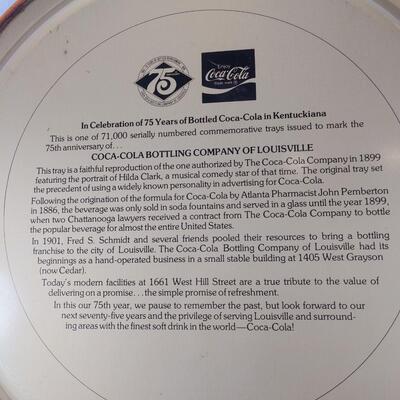 75
Enjoy
Coca-Cola
Trade-mark ®
In Celebration of 75 Years of Bottled Coca-Cola in Kentuckiana
This is one of 71,000 serially numbered commemorative trays issued to mark the
75th anniversary of...
COCA-COLA BOTTLING COMPANY OF LOUISVILLE
This tray is a faithful reproduction of the one authorized by The Coca-Cola Company in 1899
featuring the portrait of Hilda Clark, a musical comedy star of that time. The original tray set
the precedent of using a widely known personality in advertising for Coca-Cola.
Following the origination of the formula for Coca-Cola by Atlanta Pharmacist John Pemberton
in 1886, the beverage was only sold in soda fountains and served in a glass until the year 1899,
when two Chattanooga lawyers received a contract from The Coca-Cola Company to bottle
the popular beverage for almost the entire United States.
In 1901, Fred S. Schmidt and several friends pooled their resources to bring a bottling
franchise to the city of Louisville. The Coca-Cola Bottling Company of Louisville had its
beginnings as a hand-operated business in a small stable building at 1405 West Grayson
(now Cedar).
Today's modern facilities at 1661 West Hill Street are a true tribute to the value of
delivering on a promise...the simple promise of refreshment.
In this our 75th year, we pause to remember the past, but look forward to our
next seventy-five years and the privilege of serving Louisville and surround-
ing areas with the finest soft drink in the world—Coca-Cola!